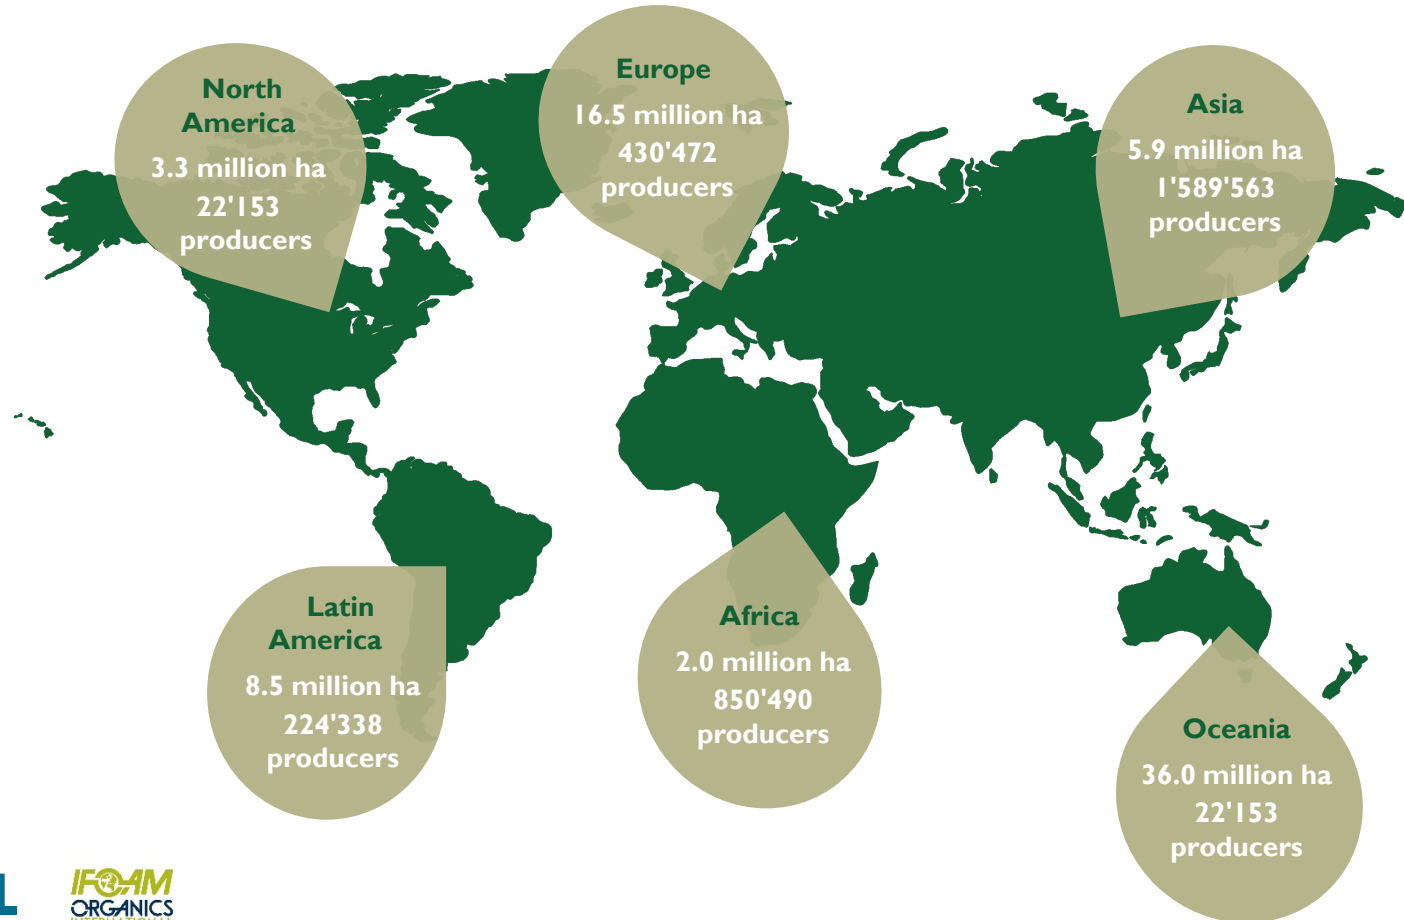 North
America
3.3 million ha
22'153
producers
Europe
16.5 million ha
430'472
producers
Asia
5.9 million ha
1'589'563
producers
Latin
America
8.5 million ha
224'338
producers
Africa
2.0 million ha
850'490
producers
Oceania
36.0 million ha
22'153
producers
L
IFOAM
ORGANICS
INTERNATIONAL